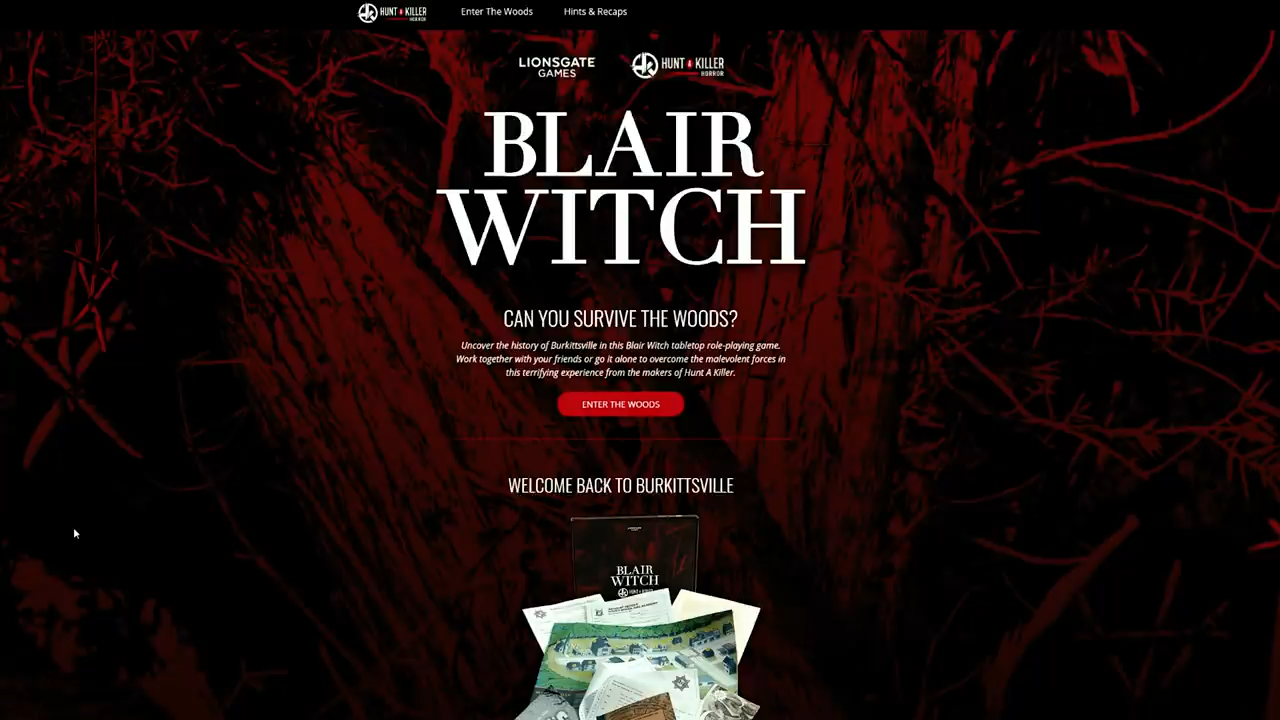 HUNT A KILLER
HORROR
Enter The Woods
Hints & Recaps
LIONSGATE
GAMES
HUNT A KILLER
HORROR
BLAIR
WITCH
CAN YOU SURVIVE THE WOODS?
Uncover the history of Burkittsville in this Blair Witch tabletop role-playing game.
Work together with your friends or go it alone to overcome the malevolent forces in
this terrifying experience from the makers of Hunt A Killer.
ENTER THE WOODS
WELCOME BACK TO BURKITTSVILLE
BLAIR
WITCH